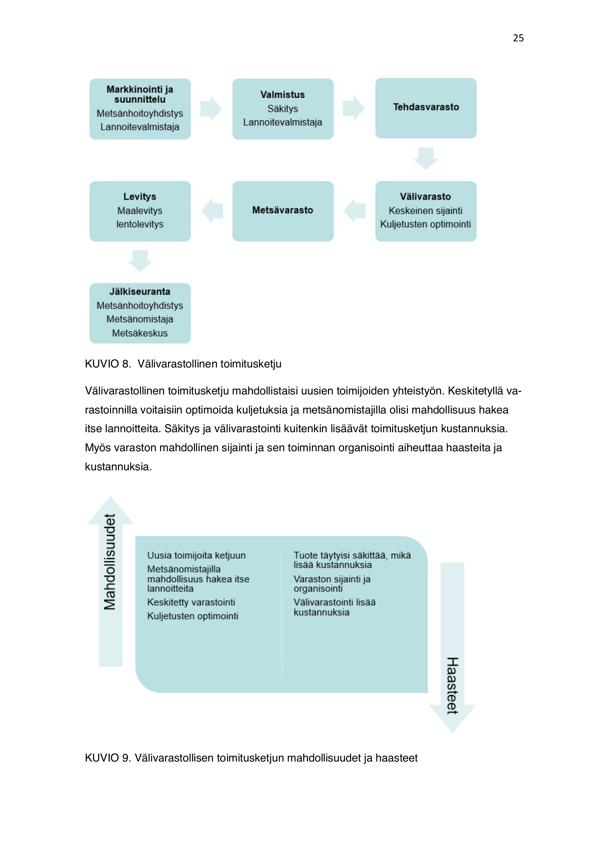 25
Markkinointi ja
suunnittelu
Metsänhoitoyhdistys
Lannoitevalmistaja
Valmistus
Säkitys
Lannoitevalmistaja
Tehdasvarasto
Levitys
Maalevitys
lentolevitys
Metsävarasto
Välivarasto
Keskeinen sijainti
Kuljetusten optimointi
Jälkiseuranta
Metsänhoitoyhdistys
Metsänomistaja
Metsäkeskus
KUVIO 8. Välivarastollinen toimitusketju
Välivarastollinen toimitusketju mahdollistaisi uusien toimijoiden yhteistyön. Keskitetyllä va-
rastoinnilla voitaisiin optimoida kuljetuksia ja metsänomistajilla olisi mahdollisuus hakea
itse lannoitteita. Säkitys ja välivarastointi kuitenkin lisäävät toimitusketjun kustannuksia.
Myös varaston mahdollinen sijainti ja sen toiminnan organisointi aiheuttaa haasteita ja
kustannuksia.
Mahdollisuudet
Uusia toimijoita ketjuun
Metsänomistajilla
mahdollisuus hakea itse
lannoitteita
Keskitetty varastointi
Kuljetusten optimointi
Tuote täytyisi säkittää, mikä
lisää kustannuksia
Varaston sijainti ja
organisointi
Välivarastointi lisää
kustannuksia
Haasteet
KUVIO 9. Välivarastollisen toimitusketjun mahdollisuudet ja haasteet